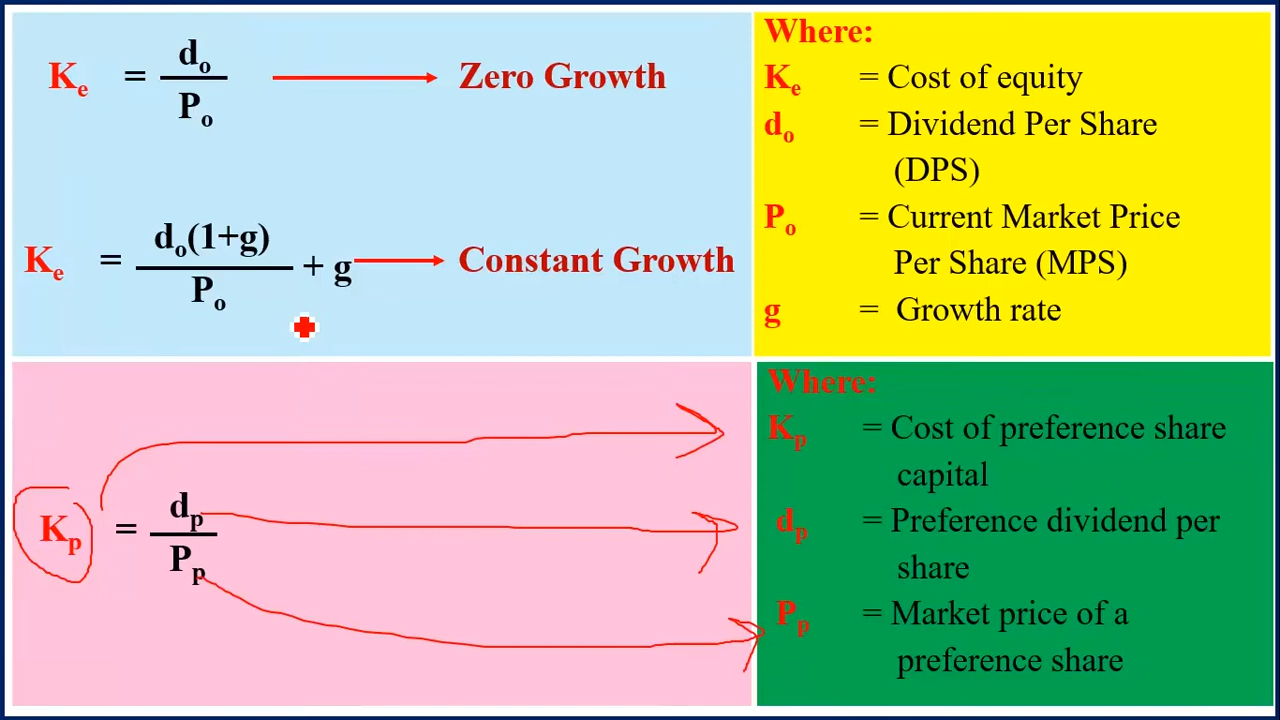 Kₑ = dₒ / Pₒ → Zero Growth
Kₑ = dₒ(1+g) / Pₒ + g → Constant Growth
Where:
Kₑ = Cost of equity
dₒ = Dividend Per Share
(DPS)
Pₒ = Current Market Price
Per Share (MPS)
g = Growth rate
Kₚ = dₚ / Pₚ
Where:
Kₚ = Cost of preference share
capital
dₚ = Preference dividend per
share
Pₚ = Market price of a
preference share